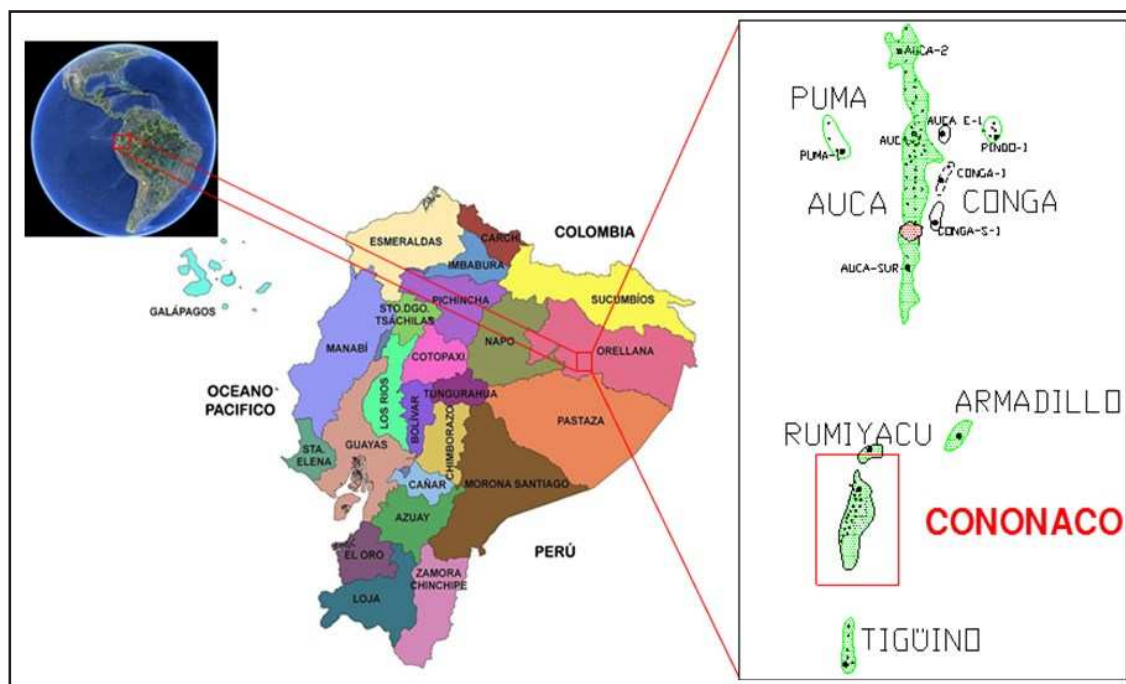 ESMERALDAS
CARCHI
COLOMBIA
IMBABURA
SUCUMBÍOS
PICHINCHA
GALÁPAGOS
STO.DGO.
TSÁCHILAS
NAPO
ORELLANA
MANABÍ
COTOPAXI
OCEANO
PACIFICO
LOS RIOS
TUNGURAHUA
BOLÍVAR
CHIMBORAZO
PASTAZA
GUAYAS
STA.
ELENA
CAÑAR
MORONA SANTIAGO
AZUAY
PERÚ
EL ORO
ZAMORA
CHINCHIPE
LOJA
AUCA-2
PUMA
AUCA E-1
AUC
PINDO-1
PUMA-1
CONGA-1
AUCA
CONGA
CONGA-S-1
AUCA-SUR
ARMADILLO
RUMIYACU
CONONACO
TIGÜINO